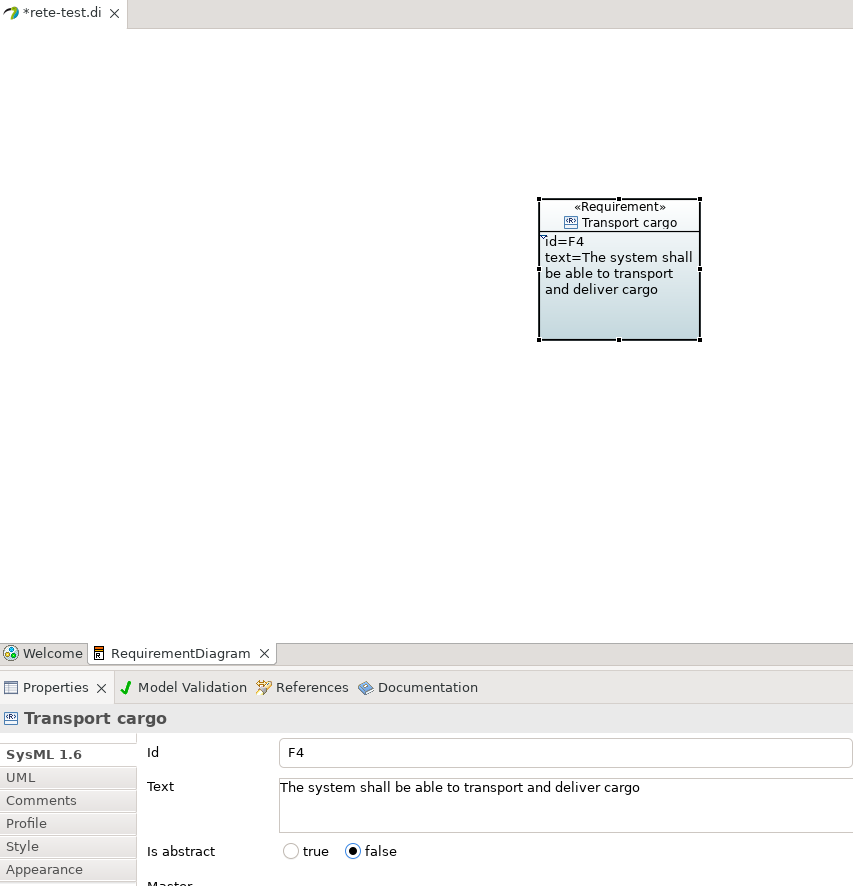 *rete-test.di
«Requirement»
Transport cargo
id=F4
text=The system shall
be able to transport
and deliver cargo
Welcome
RequirementDiagram
Properties
Model Validation
References
Documentation
Transport cargo
SysML 1.6
UML
Comments
Profile
Style
Appearance
Id
F4
Text
The system shall be able to transport and deliver cargo
Is abstract
true
false
Master